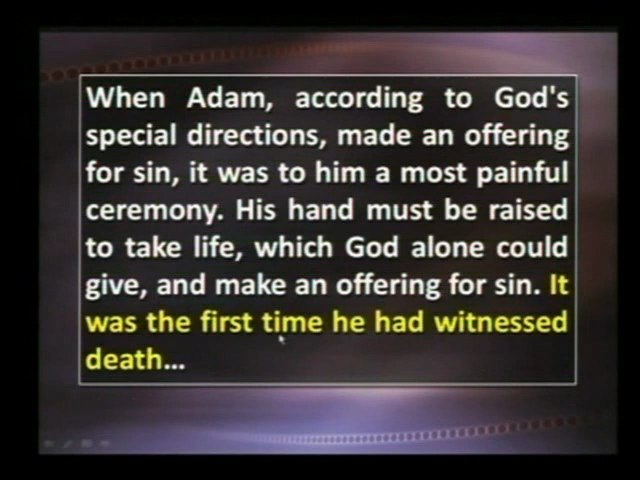 When Adam, according to God's
special directions, made an offering
for sin, it was to him a most painful
ceremony. His hand must be raised
to take life, which God alone could
give, and make an offering for sin. It
was the first time he had witnessed
death...